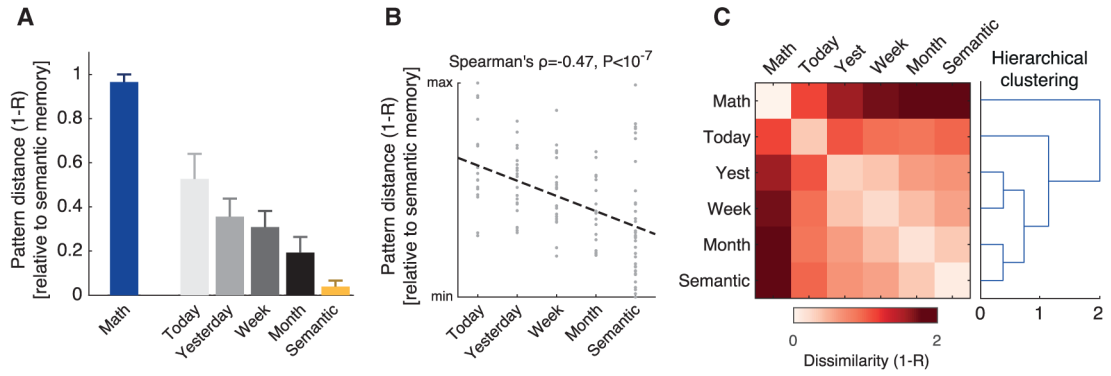 A
Pattern distance (1-R)
[relative to semantic memory]
1
0.8
0.6
0.4
0.2
0
Math
Today
Yesterday
Week
Month
Semantic
B
Spearman's ρ=-0.47, P<10⁻⁷
Pattern distance (1-R)
[relative to semantic memory]
max
min
Today
Yesterday
Week
Month
Semantic
C
Math
Today
Yest
Week
Month
Semantic
Math
Today
Yest
Week
Month
Semantic
0
2
Dissimilarity (1-R)
Hierarchical
clustering
0
1
2